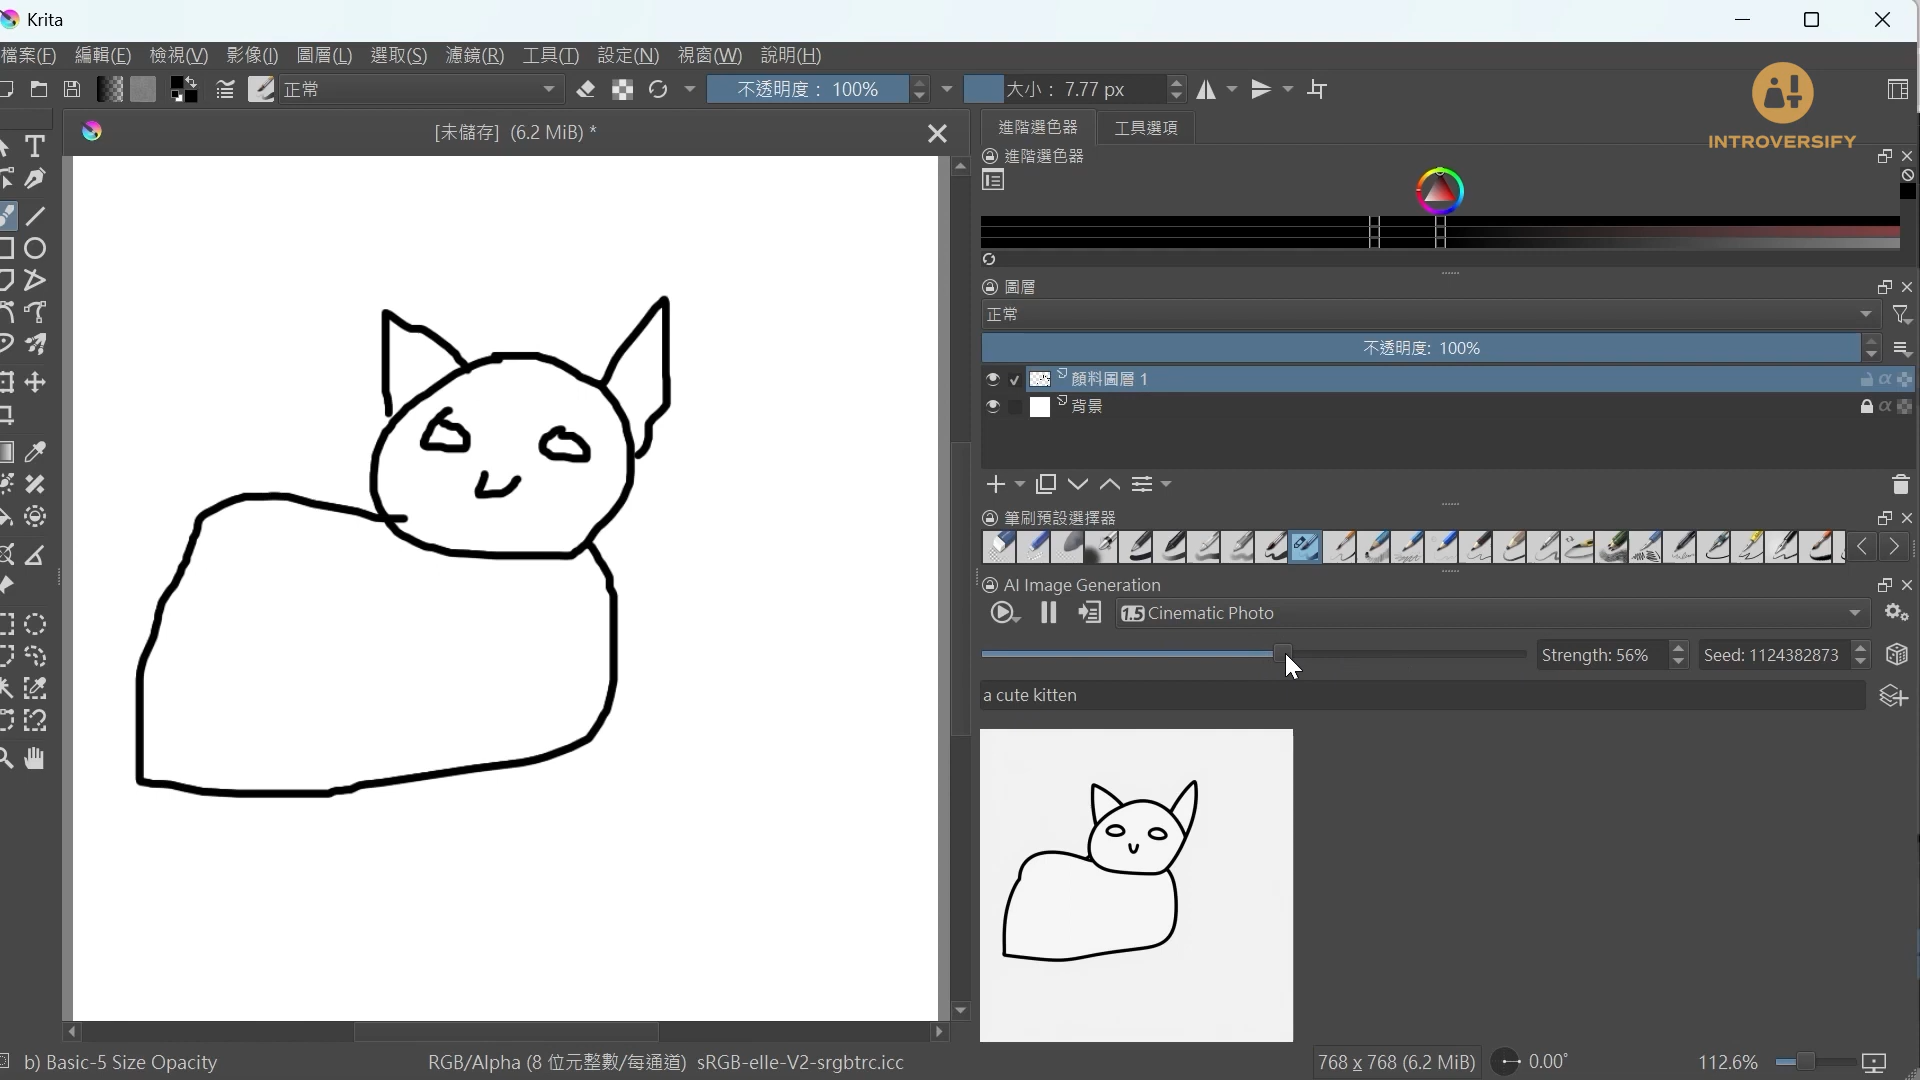 Krita
檔案(F) 編輯(E) 檢視(V) 影像(I) 圖層(L) 選取(S) 濾鏡(R) 工具(T) 設定(N) 視窗(W) 說明(H)
正常 不透明度： 100% 大小： 7.77 px
INTROVERSIFY
[未儲存] (6.2 MiB) *
進階選色器 工具選項
進階選色器
圖層
正常
不透明度: 100%
顏料圖層 1
背景
筆刷預設選擇器
AI Image Generation
1.5 Cinematic Photo
Strength: 56% Seed: 1124382873
a cute kitten
b) Basic-5 Size Opacity RGB/Alpha (8 位元整數/每通道) sRGB-elle-V2-srgbtrc.icc 768 x 768 (6.2 MiB) 0.00° 112.6%